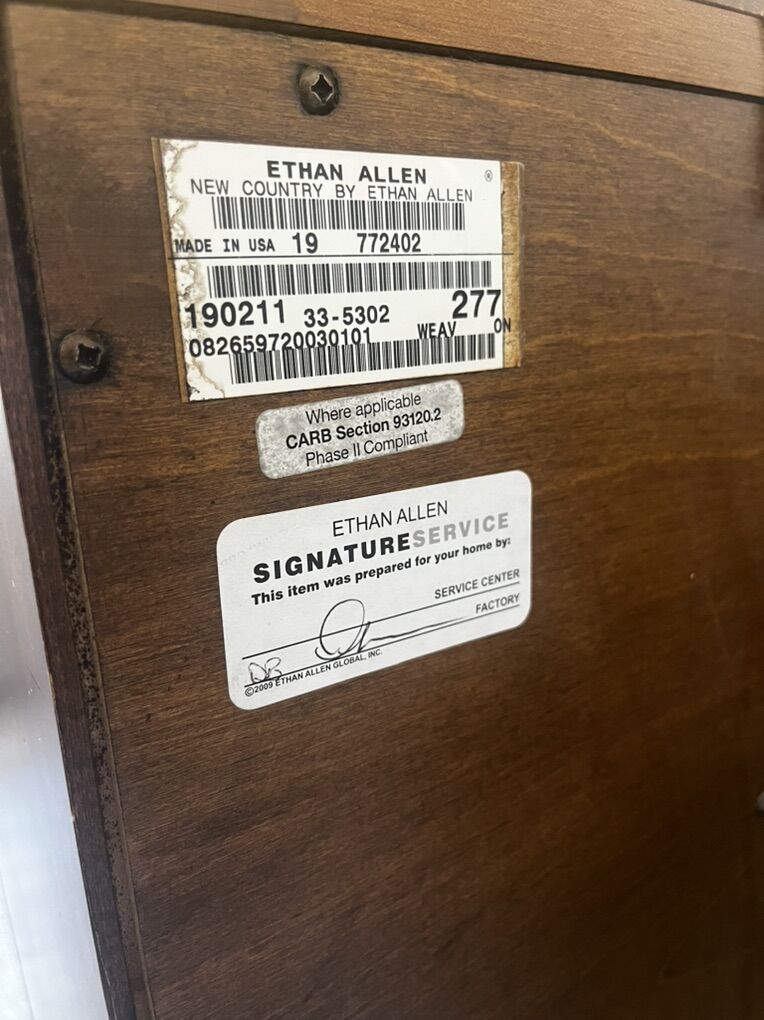 ETHAN ALLEN ®
NEW COUNTRY BY ETHAN ALLEN
MADE IN USA 19 772402
190211 33-5302 277
082659720030101 WEAV ON
Where applicable
CARB Section 93120.2
Phase II Compliant
ETHAN ALLEN
SIGNATURESERVICE
This item was prepared for your home by:
SERVICE CENTER
FACTORY
DR
©2009 ETHAN ALLEN GLOBAL, INC.